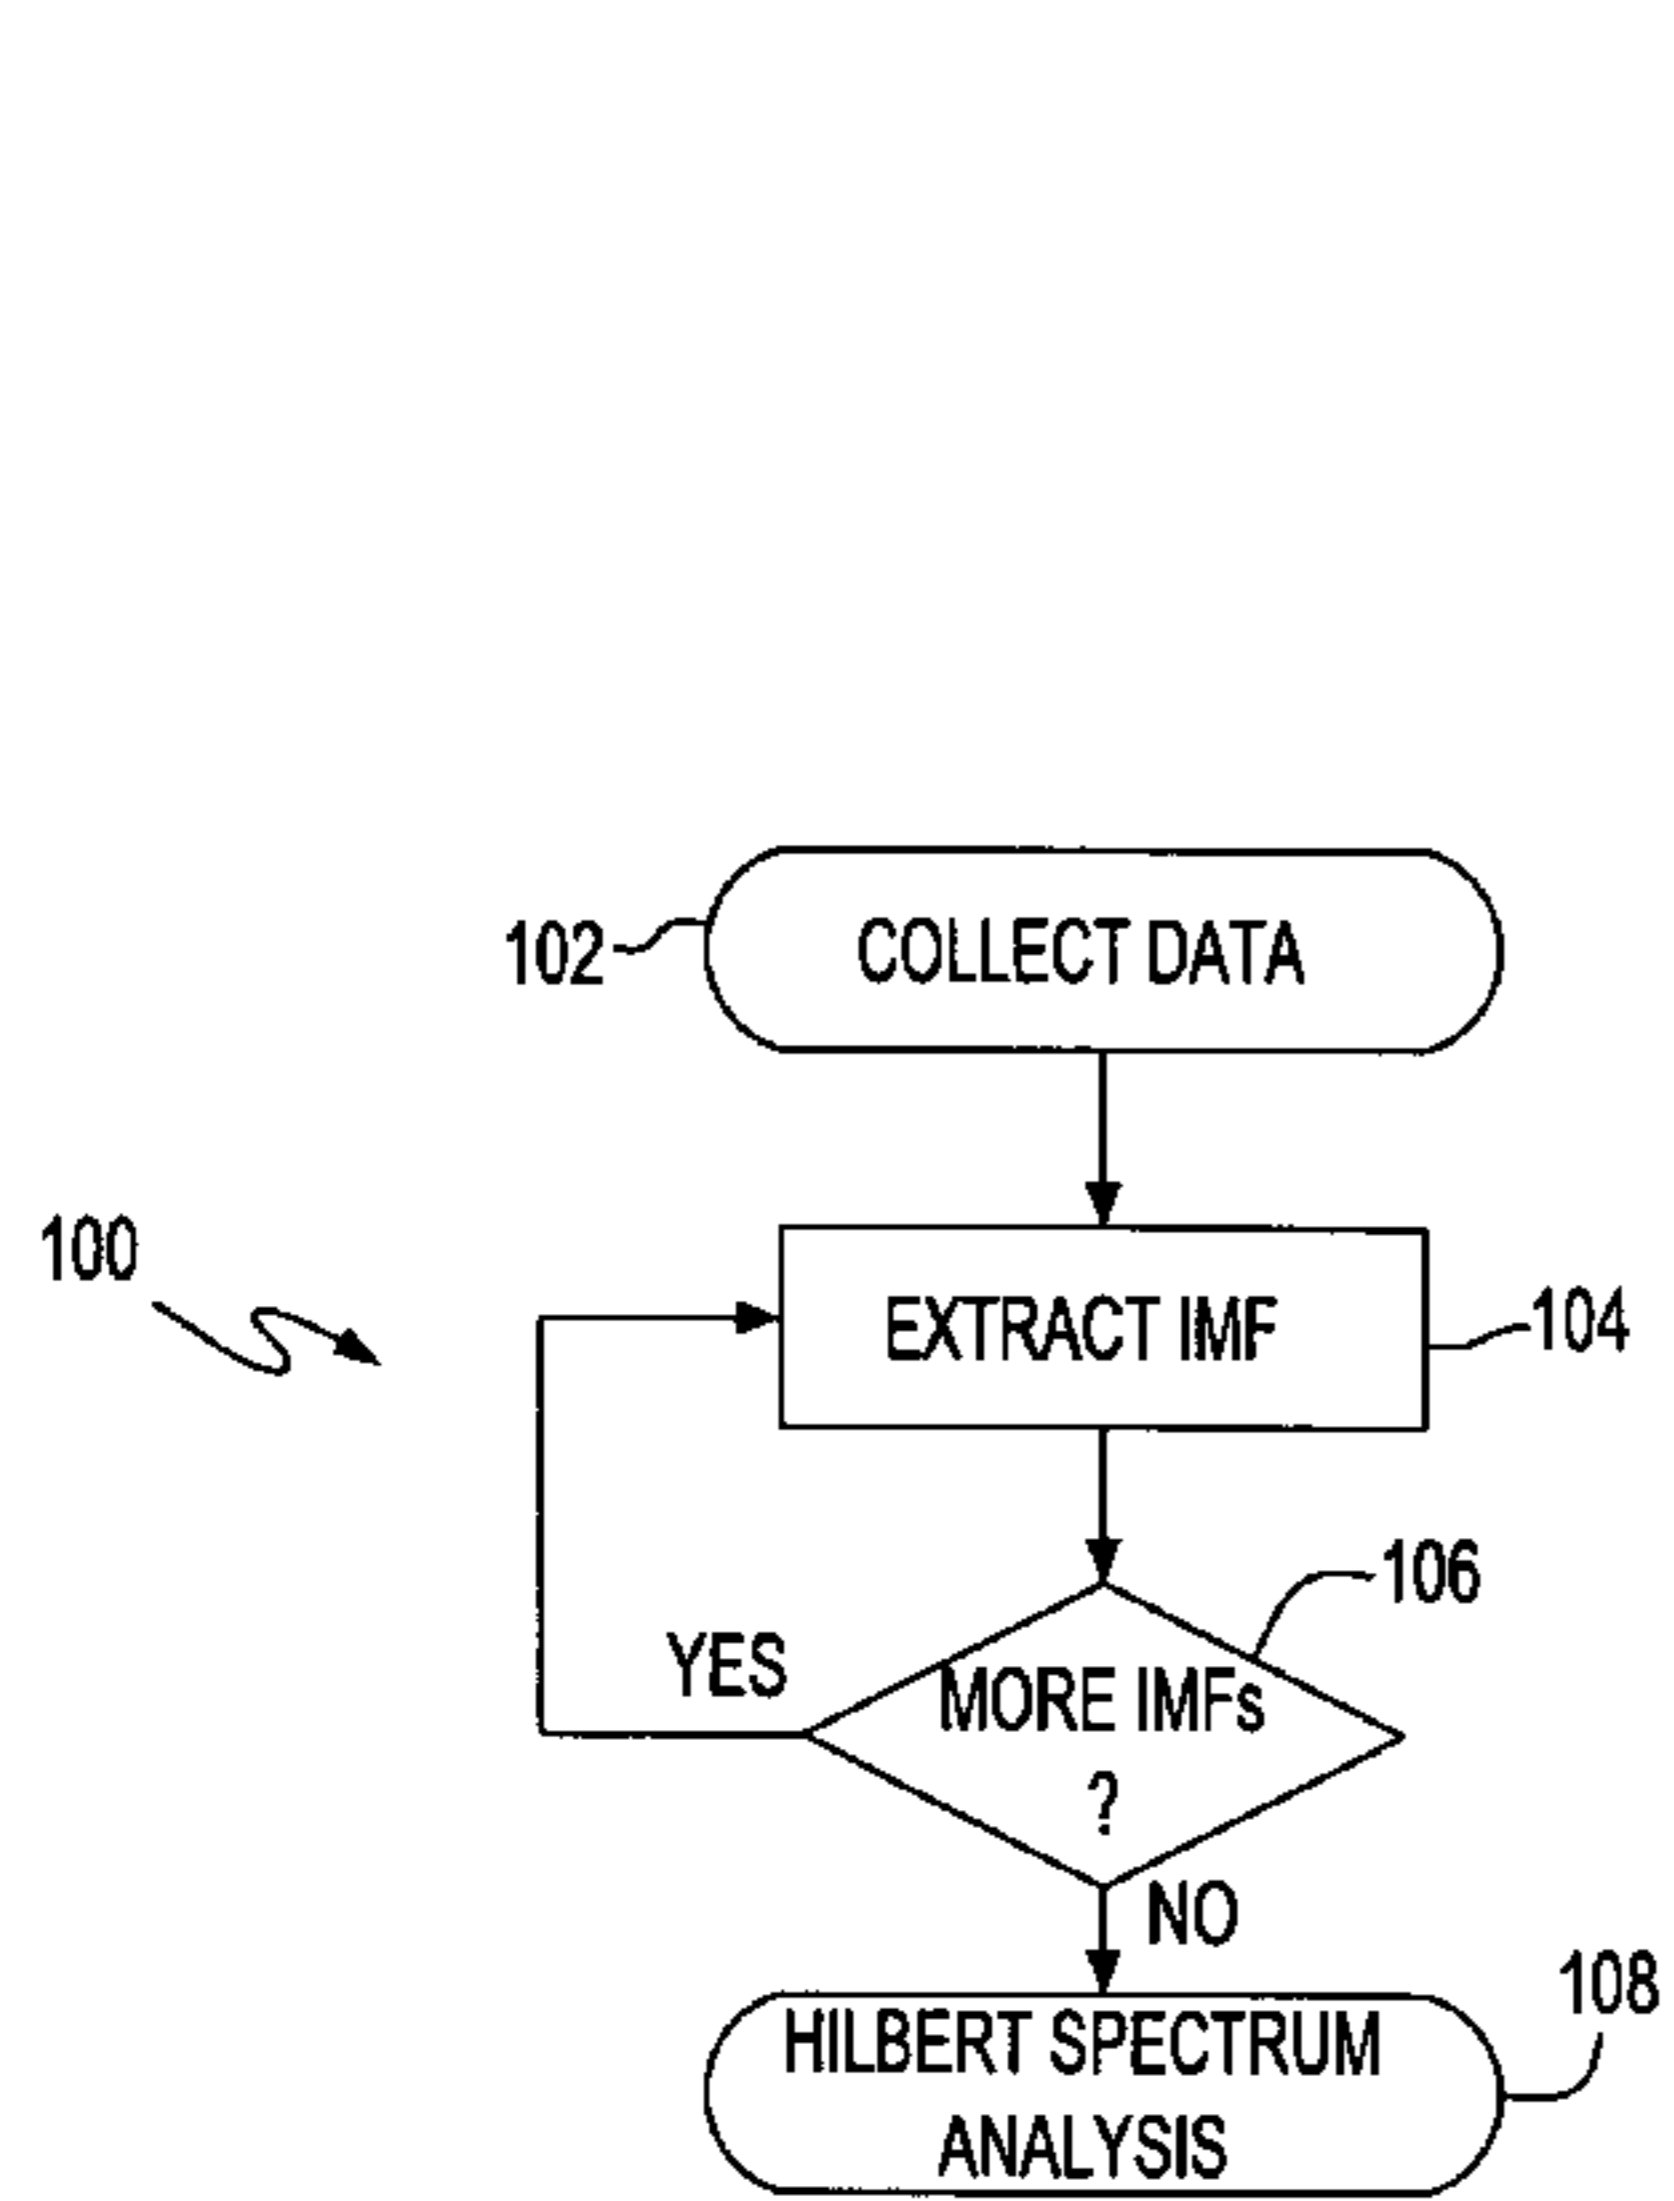 102
COLLECT DATA
100
EXTRACT IMF
104
106
YES
MORE IMFs
?
NO
108
HILBERT SPECTRUM
ANALYSIS